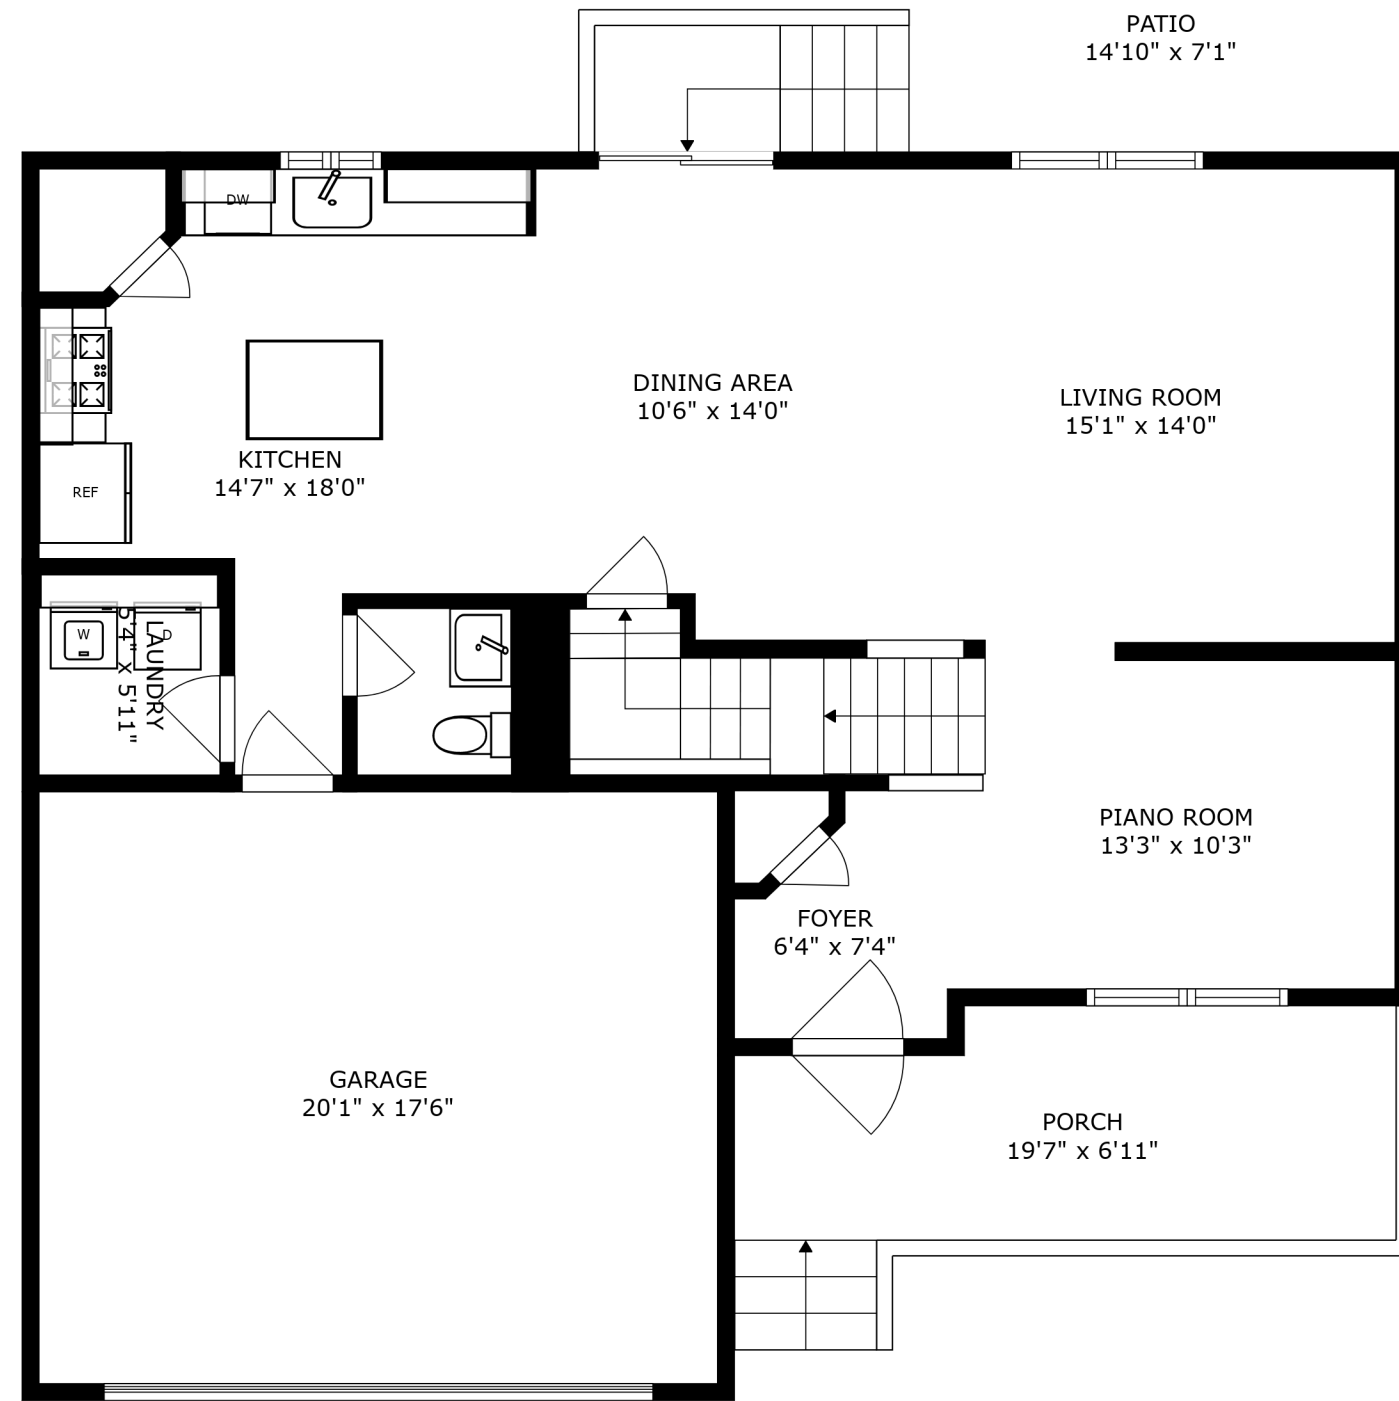 PATIO
14'10" x 7'1"
DW
DINING AREA
10'6" x 14'0"
LIVING ROOM
15'1" x 14'0"
KITCHEN
14'7" x 18'0"
REF
W
D
LAUNDRY
5'4" x 5'11"
PIANO ROOM
13'3" x 10'3"
FOYER
6'4" x 7'4"
GARAGE
20'1" x 17'6"
PORCH
19'7" x 6'11"